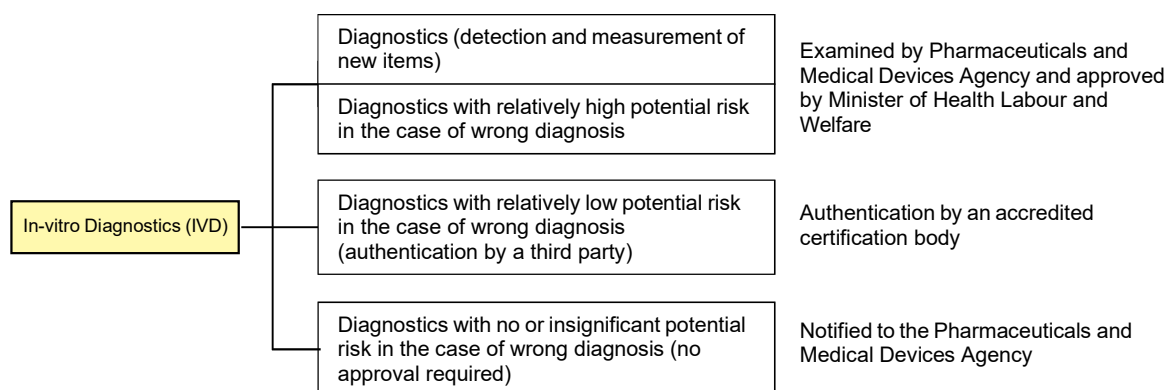 Diagnostics (detection and measurement of
new items)
Diagnostics with relatively high potential risk
in the case of wrong diagnosis
Examined by Pharmaceuticals and
Medical Devices Agency and approved
by Minister of Health Labour and
Welfare
In-vitro Diagnostics (IVD)
Diagnostics with relatively low potential risk
in the case of wrong diagnosis
(authentication by a third party)
Authentication by an accredited
certification body
Diagnostics with no or insignificant potential
risk in the case of wrong diagnosis (no
approval required)
Notified to the Pharmaceuticals and
Medical Devices Agency